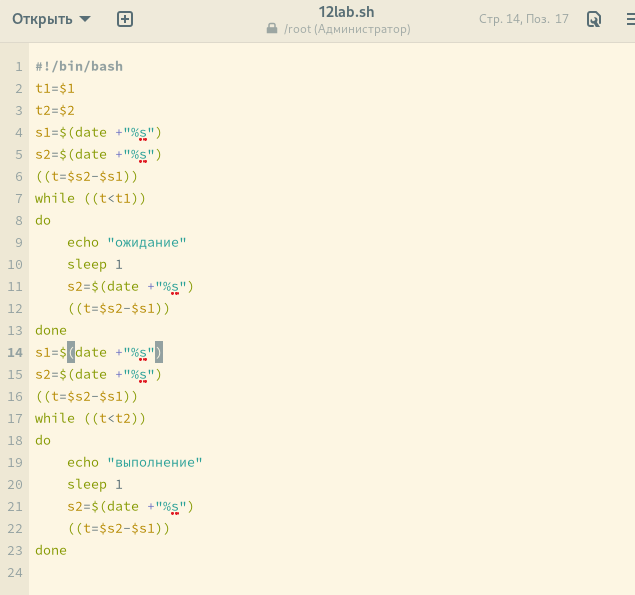 Открыть
12lab.sh
/root (Администратор)
Стр. 14, Поз. 17
1 #!/bin/bash
2 t1=$1
3 t2=$2
4 s1=$(date +"%s")
5 s2=$(date +"%s")
6 ((t=$s2-$s1))
7 while ((t<t1))
8 do
9     echo "ожидание"
10     sleep 1
11     s2=$(date +"%s")
12     ((t=$s2-$s1))
13 done
14 s1=$(date +"%s")
15 s2=$(date +"%s")
16 ((t=$s2-$s1))
17 while ((t<t2))
18 do
19     echo "выполнение"
20     sleep 1
21     s2=$(date +"%s")
22     ((t=$s2-$s1))
23 done
24